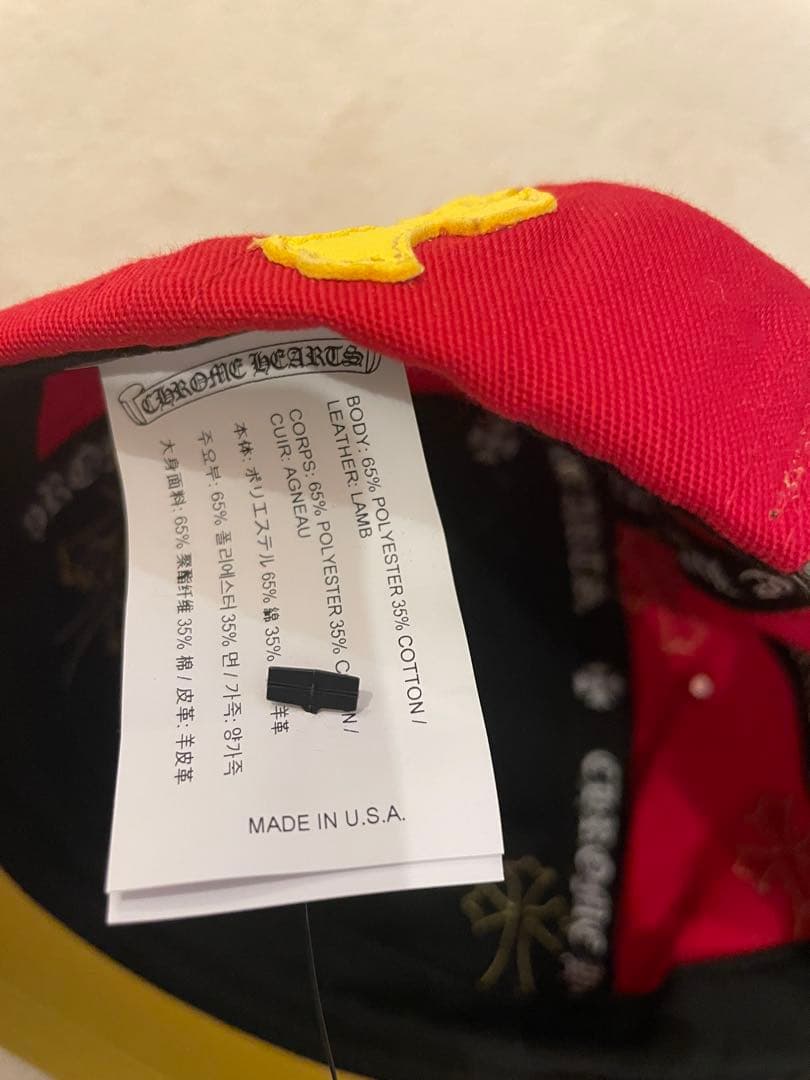 CHROME HEARTS
BODY: 65% POLYESTER 35% COTTON /
LEATHER: LAMB
CORPS: 65% POLYESTER 35% C N /
CUIR: AGNEAU
本体: ポリエステル 65% 綿 35% 羊革
주요부: 65% 폴리에스터 35% 면 / 가죽: 양가죽
大身面料: 65% 聚酯纤维 35% 棉 / 皮革: 羊皮革
MADE IN U.S.A.
CHROME